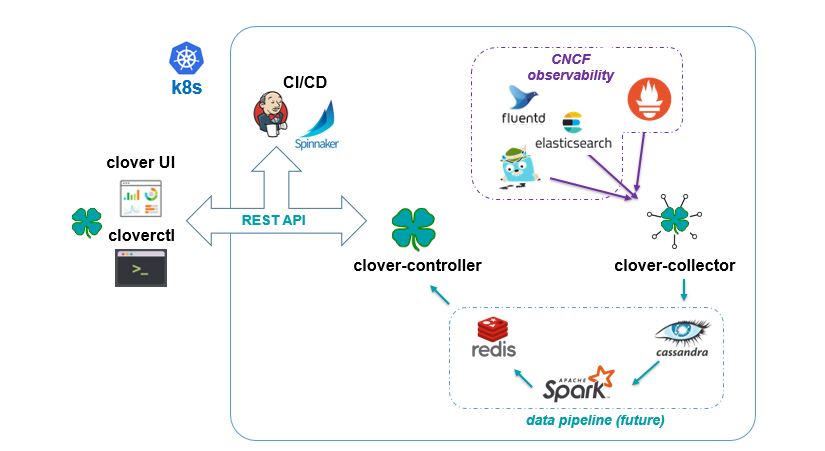 k8s
CI/CD
Spinnaker
CNCF
observability
fluentd
elasticsearch
clover UI
cloverctl
>_
REST API
clover-controller
clover-collector
redis
cassandra
APACHE
Spark
data pipeline (future)